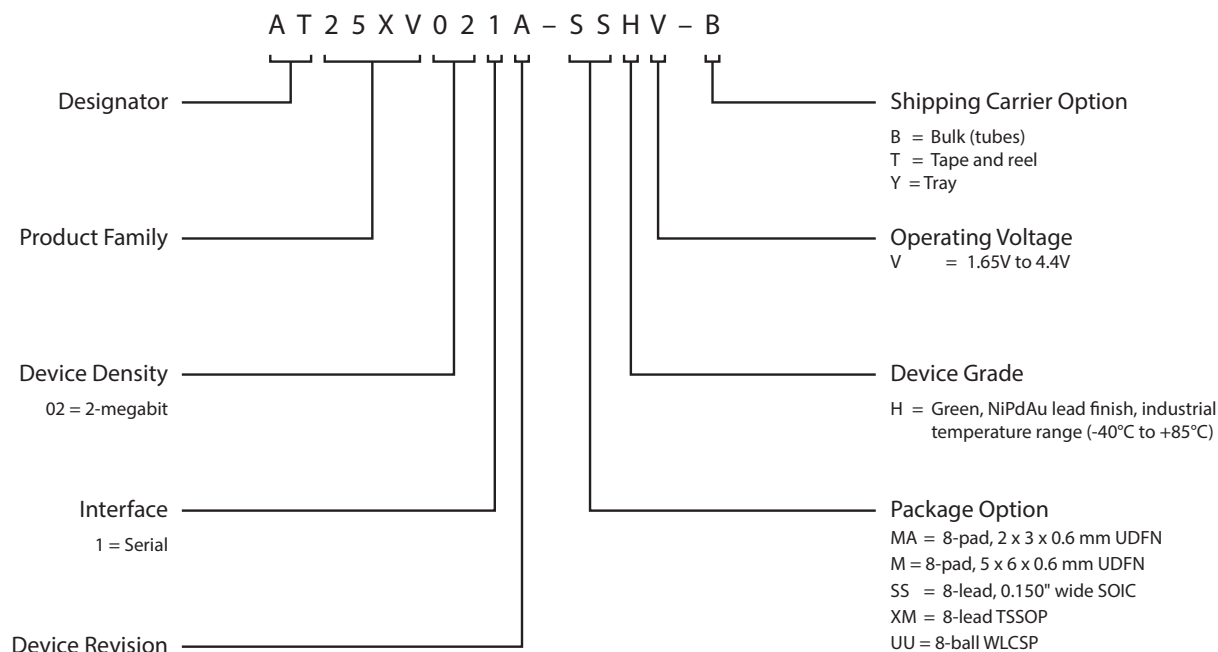 A T 2 5 X V 0 2 1 A – S S H V – B
Designator
Product Family
Device Density
02 = 2-megabit
Interface
1 = Serial
Device Revision
Shipping Carrier Option
B = Bulk (tubes)
T = Tape and reel
Y = Tray
Operating Voltage
V = 1.65V to 4.4V
Device Grade
H = Green, NiPdAu lead finish, industrial
temperature range (-40°C to +85°C)
Package Option
MA = 8-pad, 2 x 3 x 0.6 mm UDFN
M = 8-pad, 5 x 6 x 0.6 mm UDFN
SS = 8-lead, 0.150" wide SOIC
XM = 8-lead TSSOP
UU = 8-ball WLCSP